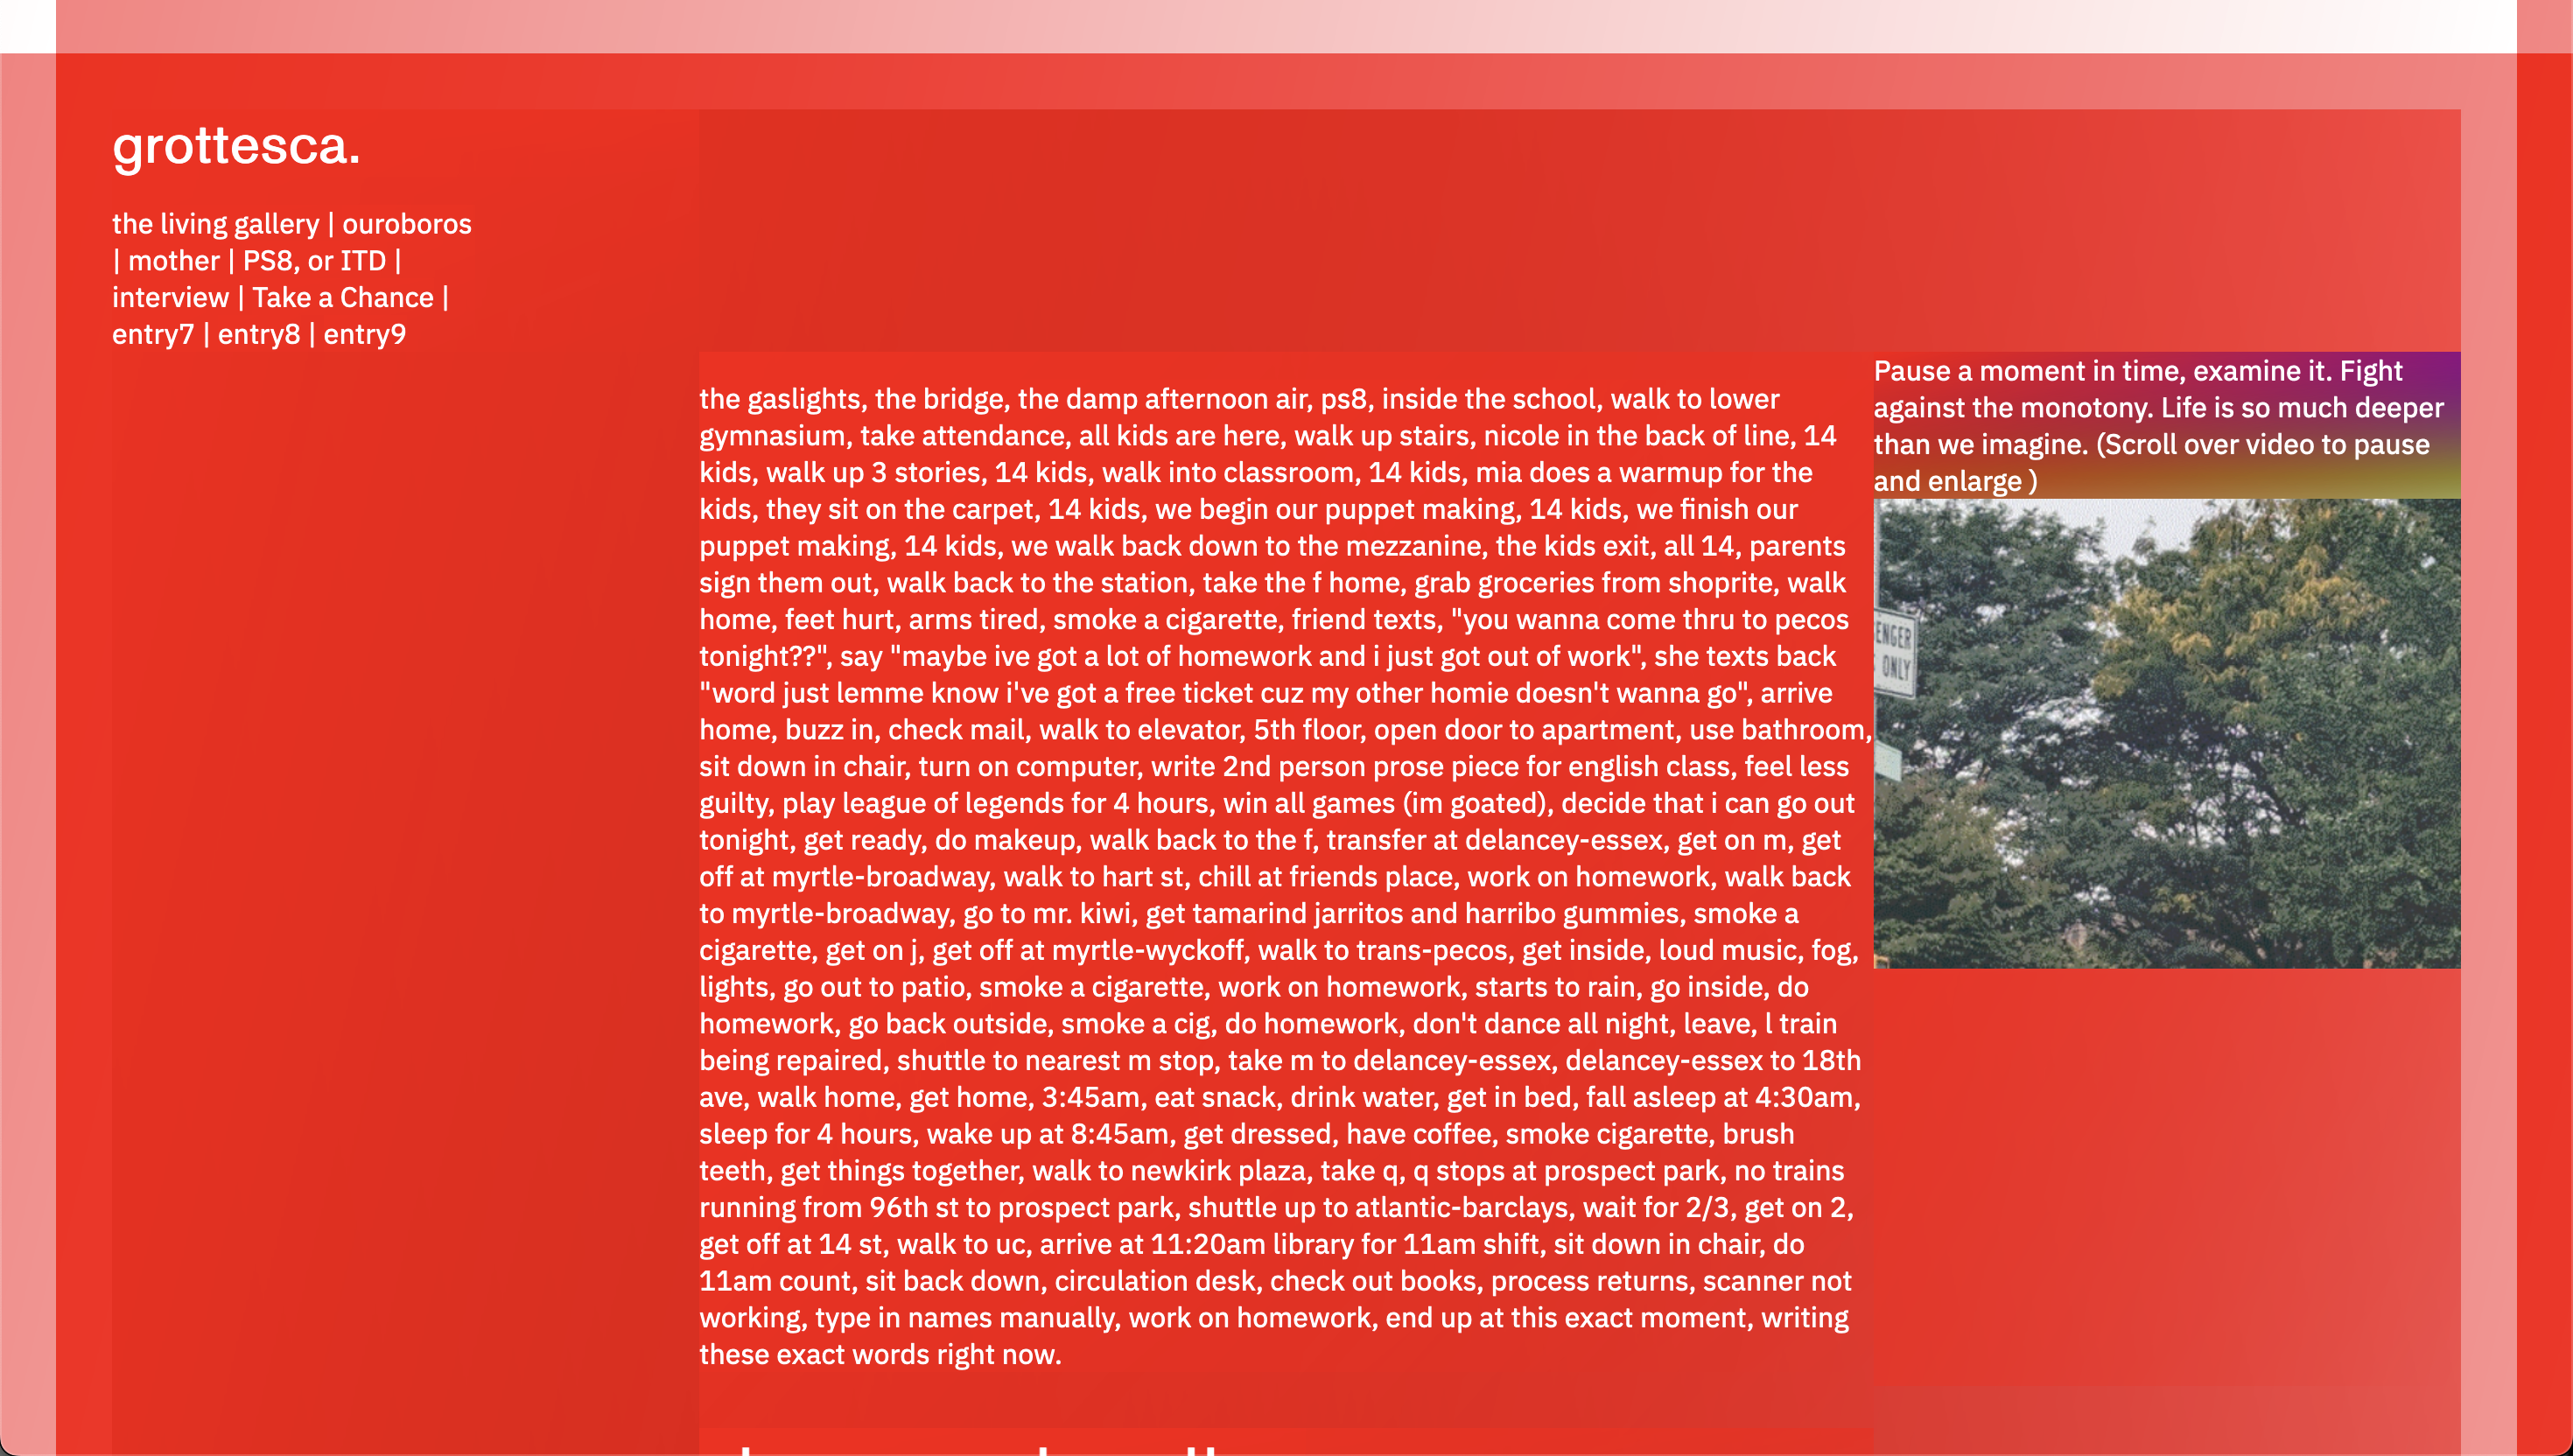 grottesca.
the living gallery | ouroboros
| mother | PS8, or ITD |
interview | Take a Chance |
entry7 | entry8 | entry9
the gaslights, the bridge, the damp afternoon air, ps8, inside the school, walk to lower
gymnasium, take attendance, all kids are here, walk up stairs, nicole in the back of line, 14
kids, walk up 3 stories, 14 kids, walk into classroom, 14 kids, mia does a warmup for the
kids, they sit on the carpet, 14 kids, we begin our puppet making, 14 kids, we finish our
puppet making, 14 kids, we walk back down to the mezzanine, the kids exit, all 14, parents
sign them out, walk back to the station, take the f home, grab groceries from shoprite, walk
home, feet hurt, arms tired, smoke a cigarette, friend texts, "you wanna come thru to pecos
tonight??", say "maybe ive got a lot of homework and i just got out of work", she texts back
"word just lemme know i've got a free ticket cuz my other homie doesn't wanna go", arrive
home, buzz in, check mail, walk to elevator, 5th floor, open door to apartment, use bathroom,
sit down in chair, turn on computer, write 2nd person prose piece for english class, feel less
guilty, play league of legends for 4 hours, win all games (im goated), decide that i can go out
tonight, get ready, do makeup, walk back to the f, transfer at delancey-essex, get on m, get
off at myrtle-broadway, walk to hart st, chill at friends place, work on homework, walk back
to myrtle-broadway, go to mr. kiwi, get tamarind jarritos and harribo gummies, smoke a
cigarette, get on j, get off at myrtle-wyckoff, walk to trans-pecos, get inside, loud music, fog,
lights, go out to patio, smoke a cigarette, work on homework, starts to rain, go inside, do
homework, go back outside, smoke a cig, do homework, don't dance all night, leave, l train
being repaired, shuttle to nearest m stop, take m to delancey-essex, delancey-essex to 18th
ave, walk home, get home, 3:45am, eat snack, drink water, get in bed, fall asleep at 4:30am,
sleep for 4 hours, wake up at 8:45am, get dressed, have coffee, smoke cigarette, brush
teeth, get things together, walk to newkirk plaza, take q, q stops at prospect park, no trains
running from 96th st to prospect park, shuttle up to atlantic-barclays, wait for 2/3, get on 2,
get off at 14 st, walk to uc, arrive at 11:20am library for 11am shift, sit down in chair, do
11am count, sit back down, circulation desk, check out books, process returns, scanner not
working, type in names manually, work on homework, end up at this exact moment, writing
these exact words right now.
Pause a moment in time, examine it. Fight
against the monotony. Life is so much deeper
than we imagine. (Scroll over video to pause
and enlarge )
ENGER
ONLY